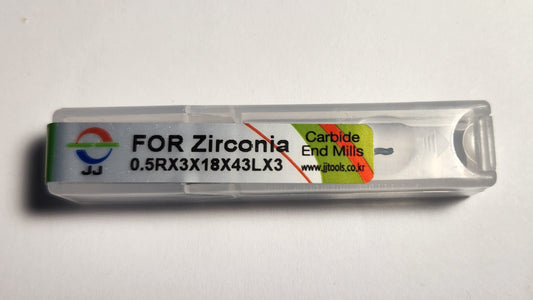 JJ
FOR Zirconia
0.5RX3X18X43LX3
Carbide
End Mills
www.jjtools.co.kr